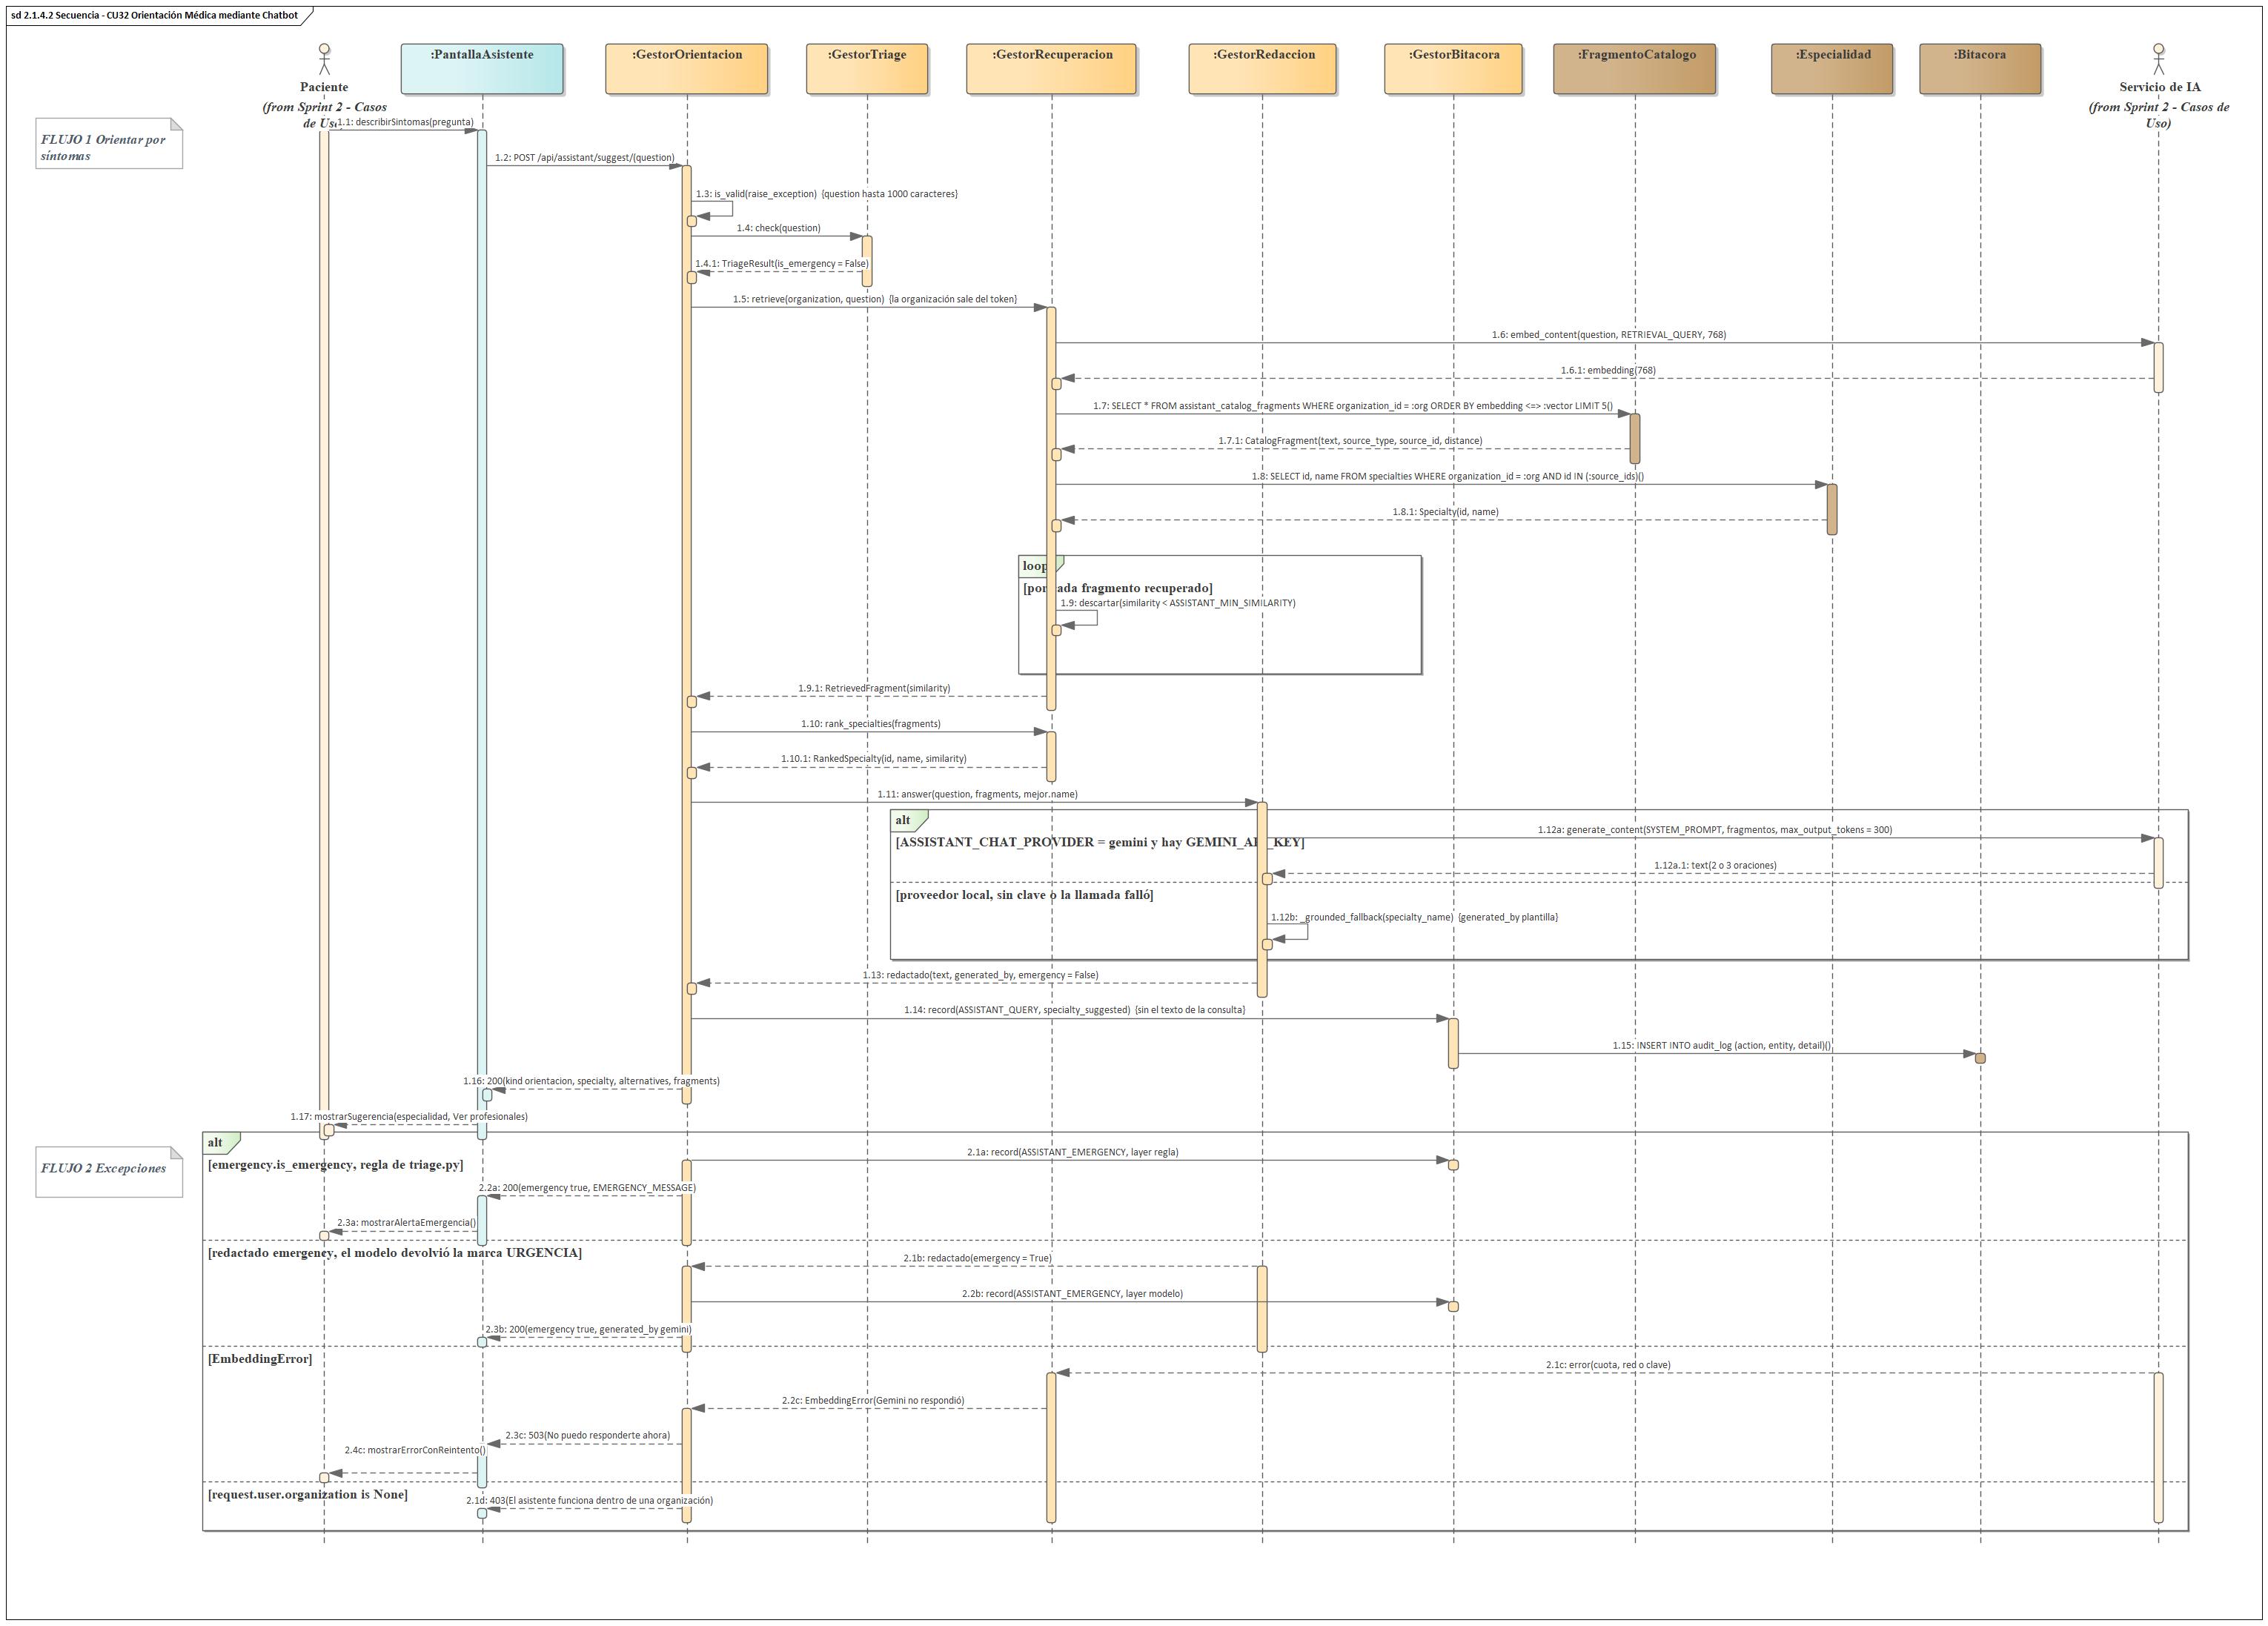 sd 2.1.4.2 Secuencia - CU32 Orientación Médica mediante Chatbot
:PantallaAsistente
:GestorOrientacion
:GestorTriage
:GestorRecuperacion
:GestorRedaccion
:GestorBitacora
:FragmentoCatalogo
:Especialidad
:Bitacora
Paciente
(from Sprint 2 - Casos
de Uso)
Servicio de IA
(from Sprint 2 - Casos de
Uso)
FLUJO 1 Orientar por
síntomas
1.1: describirSintomas(pregunta)
1.2: POST /api/assistant/suggest/(question)
1.3: is_valid(raise_exception) {question hasta 1000 caracteres}
1.4: check(question)
1.4.1: TriageResult(is_emergency = False)
1.5: retrieve(organization, question) {la organización sale del token}
1.6: embed_content(question, RETRIEVAL_QUERY, 768)
1.6.1: embedding(768)
1.7: SELECT * FROM assistant_catalog_fragments WHERE organization_id = :org ORDER BY embedding <=> :vector LIMIT 5()
1.7.1: CatalogFragment(text, source_type, source_id, distance)
1.8: SELECT id, name FROM specialties WHERE organization_id = :org AND id IN (:source_ids)()
1.8.1: Specialty(id, name)
loop
[por cada fragmento recuperado]
1.9: descartar(similarity < ASSISTANT_MIN_SIMILARITY)
1.9.1: RetrievedFragment(similarity)
1.10: rank_specialties(fragments)
1.10.1: RankedSpecialty(id, name, similarity)
1.11: answer(question, fragments, mejor.name)
alt
[ASSISTANT_CHAT_PROVIDER = gemini y hay GEMINI_API_KEY]
1.12a: generate_content(SYSTEM_PROMPT, fragmentos, max_output_tokens = 300)
1.12a.1: text(2 o 3 oraciones)
[proveedor local, sin clave o la llamada falló]
1.12b: _grounded_fallback(specialty_name) {generated_by plantilla}
1.13: redactado(text, generated_by, emergency = False)
1.14: record(ASSISTANT_QUERY, specialty_suggested) {sin el texto de la consulta}
1.15: INSERT INTO audit_log (action, entity, detail)()
1.16: 200(kind orientacion, specialty, alternatives, fragments)
1.17: mostrarSugerencia(especialidad, Ver profesionales)
FLUJO 2 Excepciones
alt
[emergency.is_emergency, regla de triage.py]
2.1a: record(ASSISTANT_EMERGENCY, layer regla)
2.2a: 200(emergency true, EMERGENCY_MESSAGE)
2.3a: mostrarAlertaEmergencia()
[redactado emergency, el modelo devolvió la marca URGENCIA]
2.1b: redactado(emergency = True)
2.2b: record(ASSISTANT_EMERGENCY, layer modelo)
2.3b: 200(emergency true, generated_by gemini)
[EmbeddingError]
2.1c: error(cuota, red o clave)
2.2c: EmbeddingError(Gemini no respondió)
2.3c: 503(No puedo responderte ahora)
2.4c: mostrarErrorConReintento()
[request.user.organization is None]
2.1d: 403(El asistente funciona dentro de una organización)